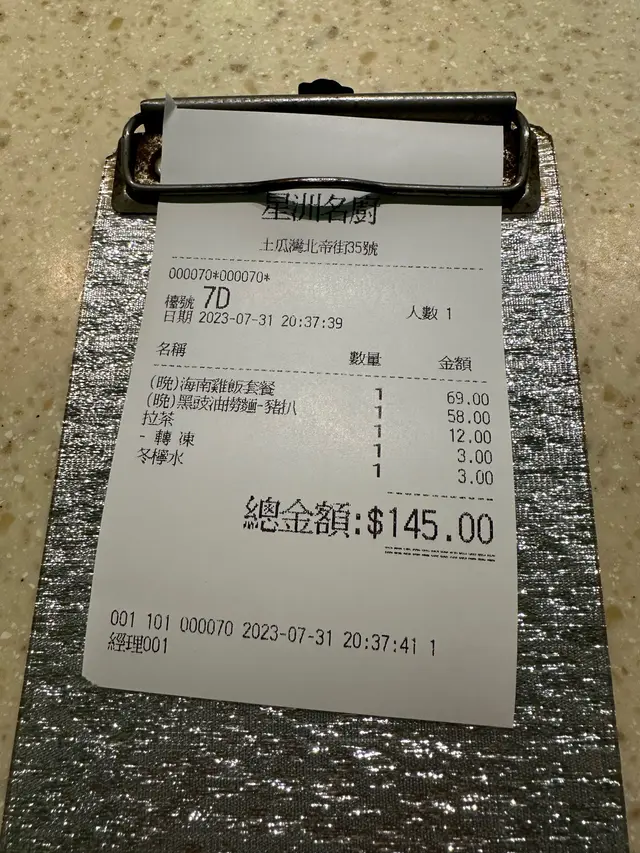 星洲名廚
土瓜灣北帝街35號
000070*000070*
檯號 7D
日期 2023-07-31 20:37:39 人數 1
名稱 數量 金額
(晚)海南雞飯套餐 1 69.00
(晚)黑豉油撈麵-豬扒 1 58.00
拉茶 1 12.00
- 轉 凍 1 3.00
冬檸水 1 3.00
總金額:$145.00
001 101 000070 2023-07-31 20:37:41 1
經理001